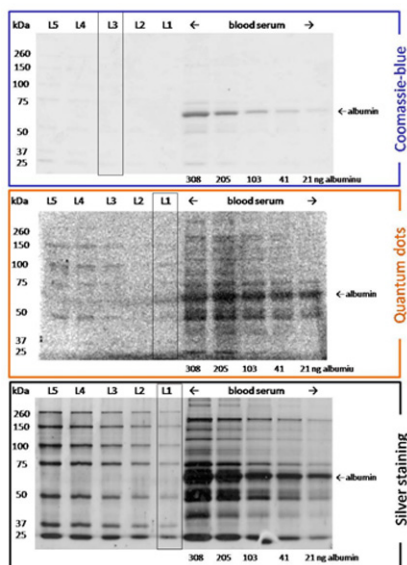 kDa L5 L4 L3 L2 L1 ← blood serum →
260
150
100
75
50
37
25
←albumin
308 205 103 41 21 ng albuminu
Coomassie-blue
kDa L5 L4 L3 L2 L1 ← blood serum →
260
150
100
75
50
37
25
←albumin
308 205 103 41 21 ng albumiu
Quantum dots
kDa L5 L4 L3 L2 L1 ← blood serum →
260
150
100
75
50
37
25
←albumin
308 205 103 41 21 ng albumin
Silver staining